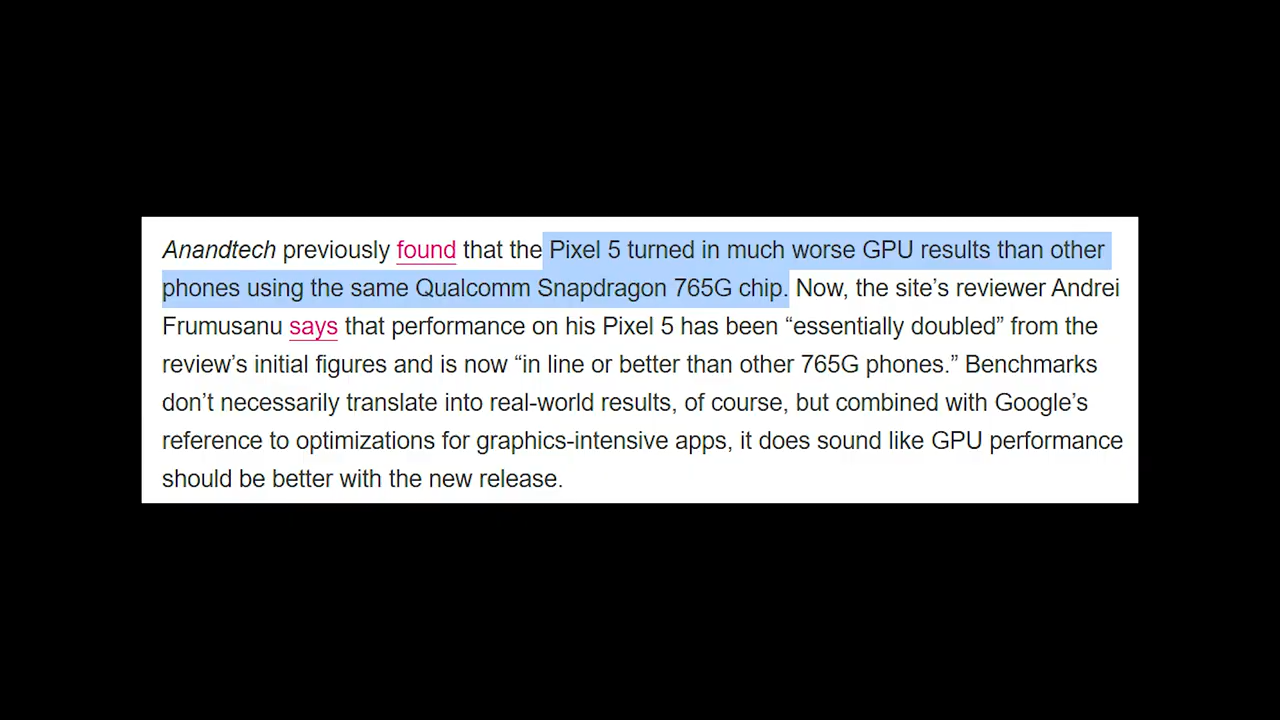 Anandtech previously found that the Pixel 5 turned in much worse GPU results than other
phones using the same Qualcomm Snapdragon 765G chip. Now, the site’s reviewer Andrei
Frumusanu says that performance on his Pixel 5 has been “essentially doubled” from the
review’s initial figures and is now “in line or better than other 765G phones.” Benchmarks
don’t necessarily translate into real-world results, of course, but combined with Google’s
reference to optimizations for graphics-intensive apps, it does sound like GPU performance
should be better with the new release.